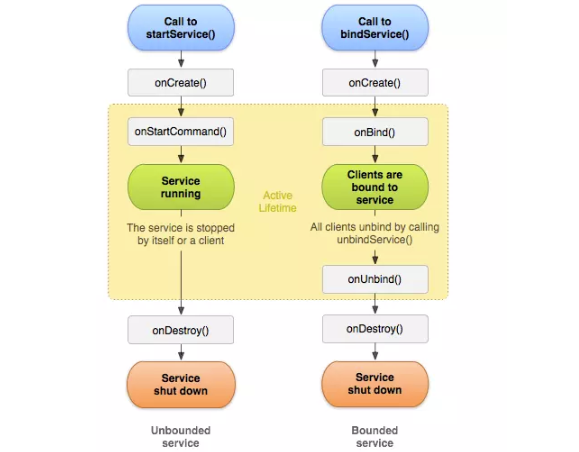 Call to
startService()
onCreate()
onStartCommand()
Service
running
The service is stopped
by itself or a client
onDestroy()
Service
shut down
Unbounded
service
Active
Lifetime
Call to
bindService()
onCreate()
onBind()
Clients are
bound to
service
All clients unbind by calling
unbindService()
onUnbind()
onDestroy()
Service
shut down
Bounded
service